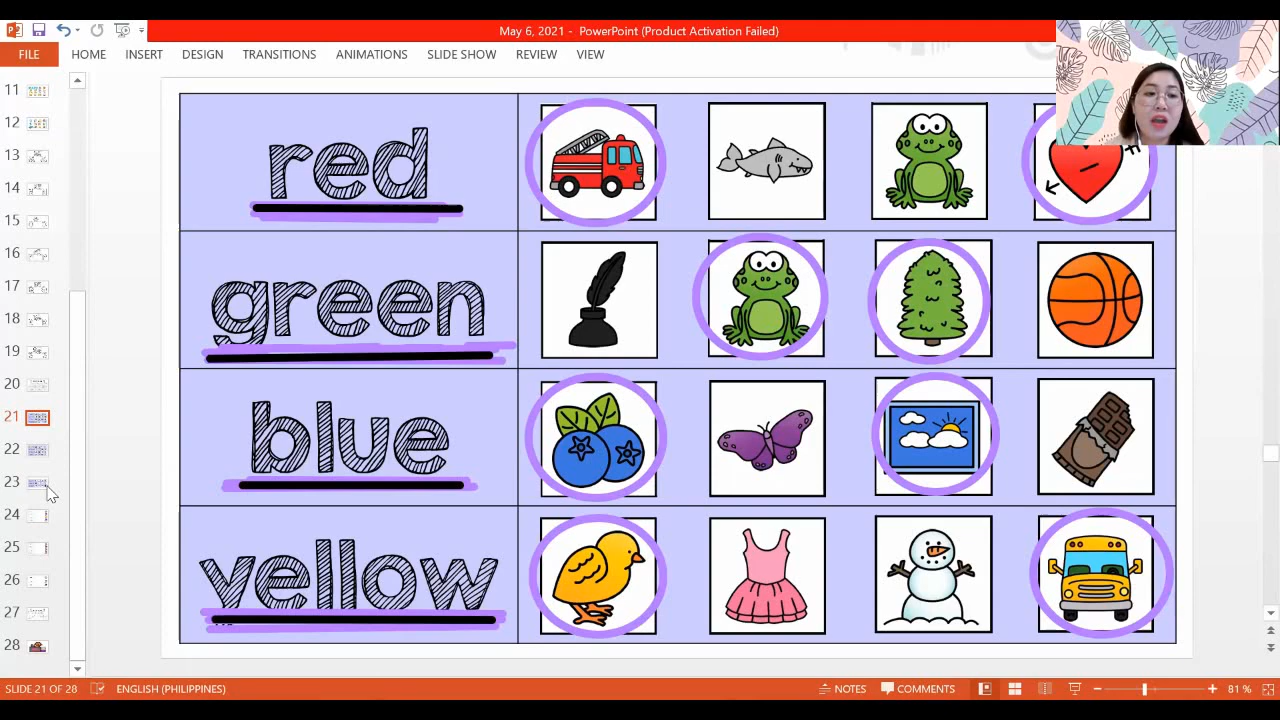 May 6, 2021 - PowerPoint (Product Activation Failed)
FILE HOME INSERT DESIGN TRANSITIONS ANIMATIONS SLIDE SHOW REVIEW VIEW
11
12
13
14
15
16
17
18
19
20
21
22
23
24
25
26
27
28
red
green
blue
yellow
SLIDE 21 OF 28 ENGLISH (PHILIPPINES) NOTES COMMENTS 81 %